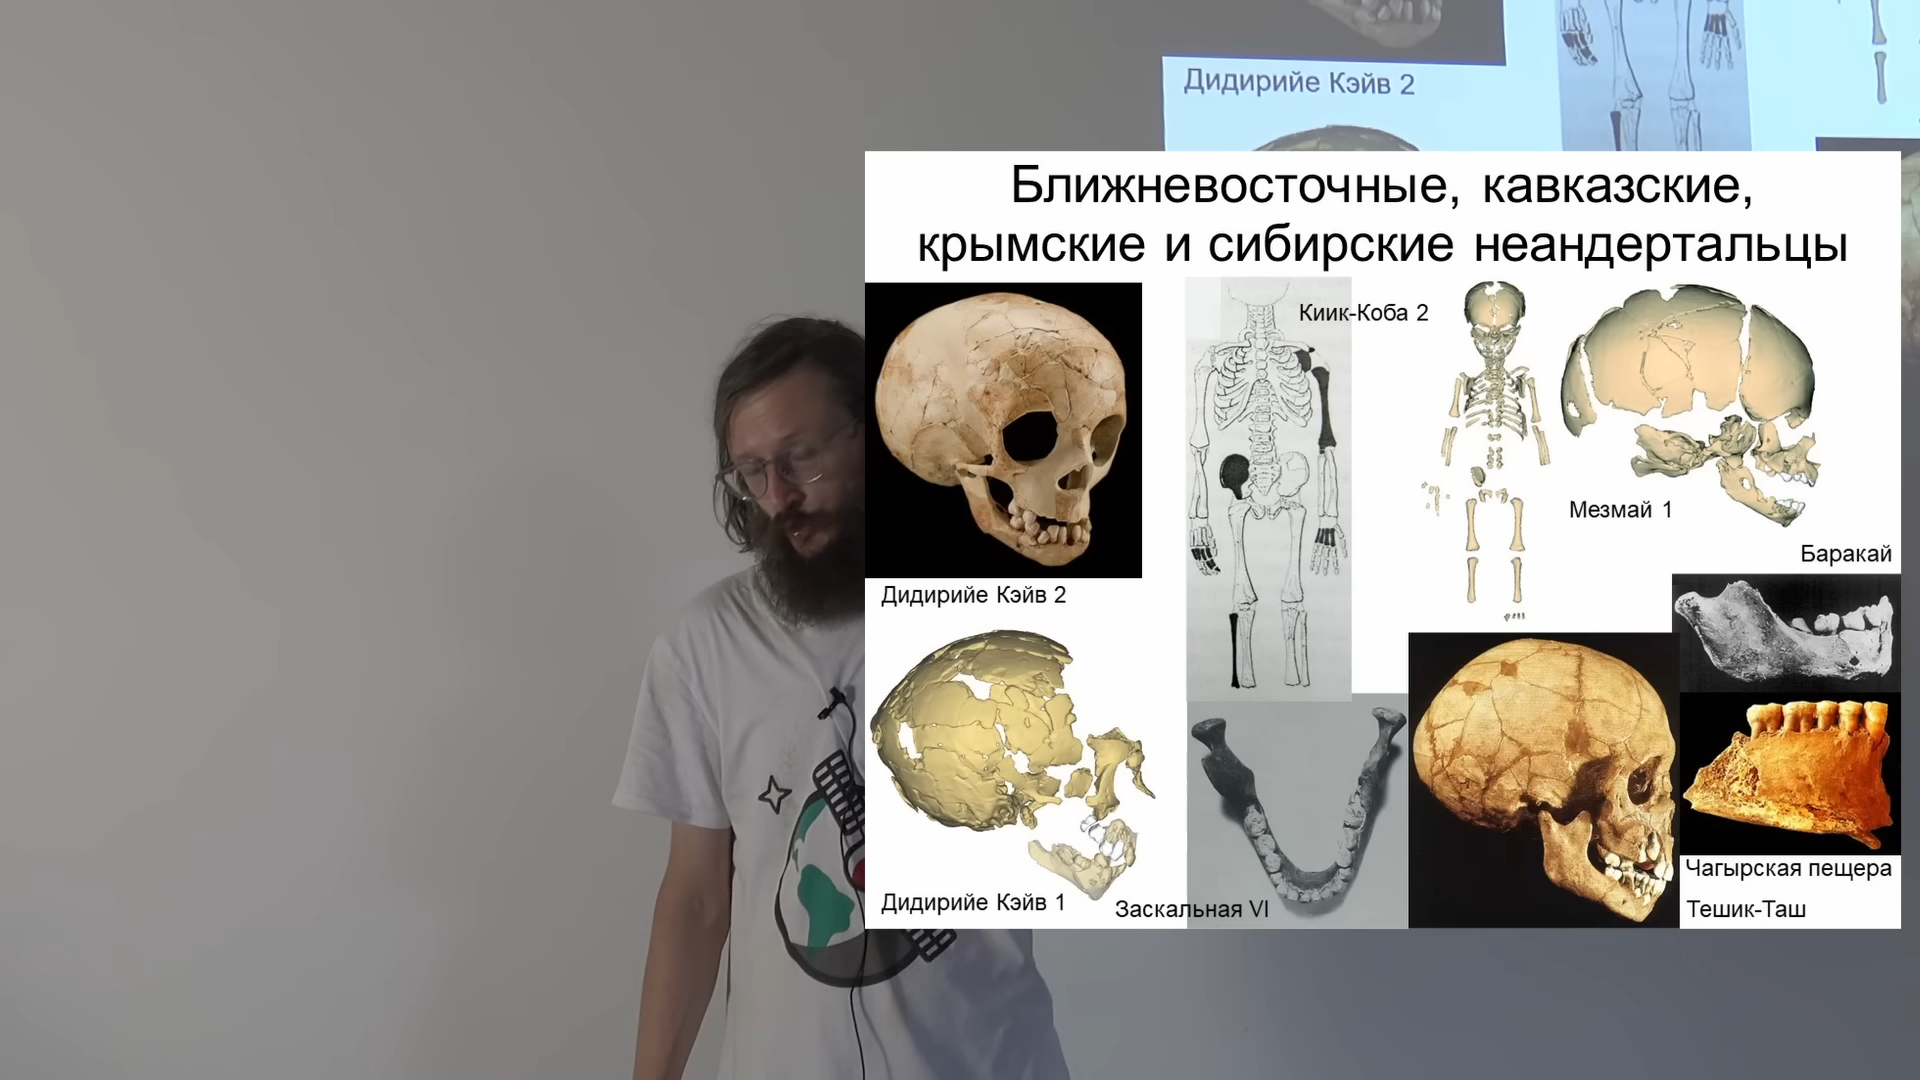 Дидирийе Кэйв 2
Ближневосточные, кавказские,
крымские и сибирские неандертальцы
Киик-Коба 2
Мезмай 1
Баракай
Дидирийе Кэйв 2
Дидирийе Кэйв 1
Заскальная VI
Чагырская пещера
Тешик-Таш